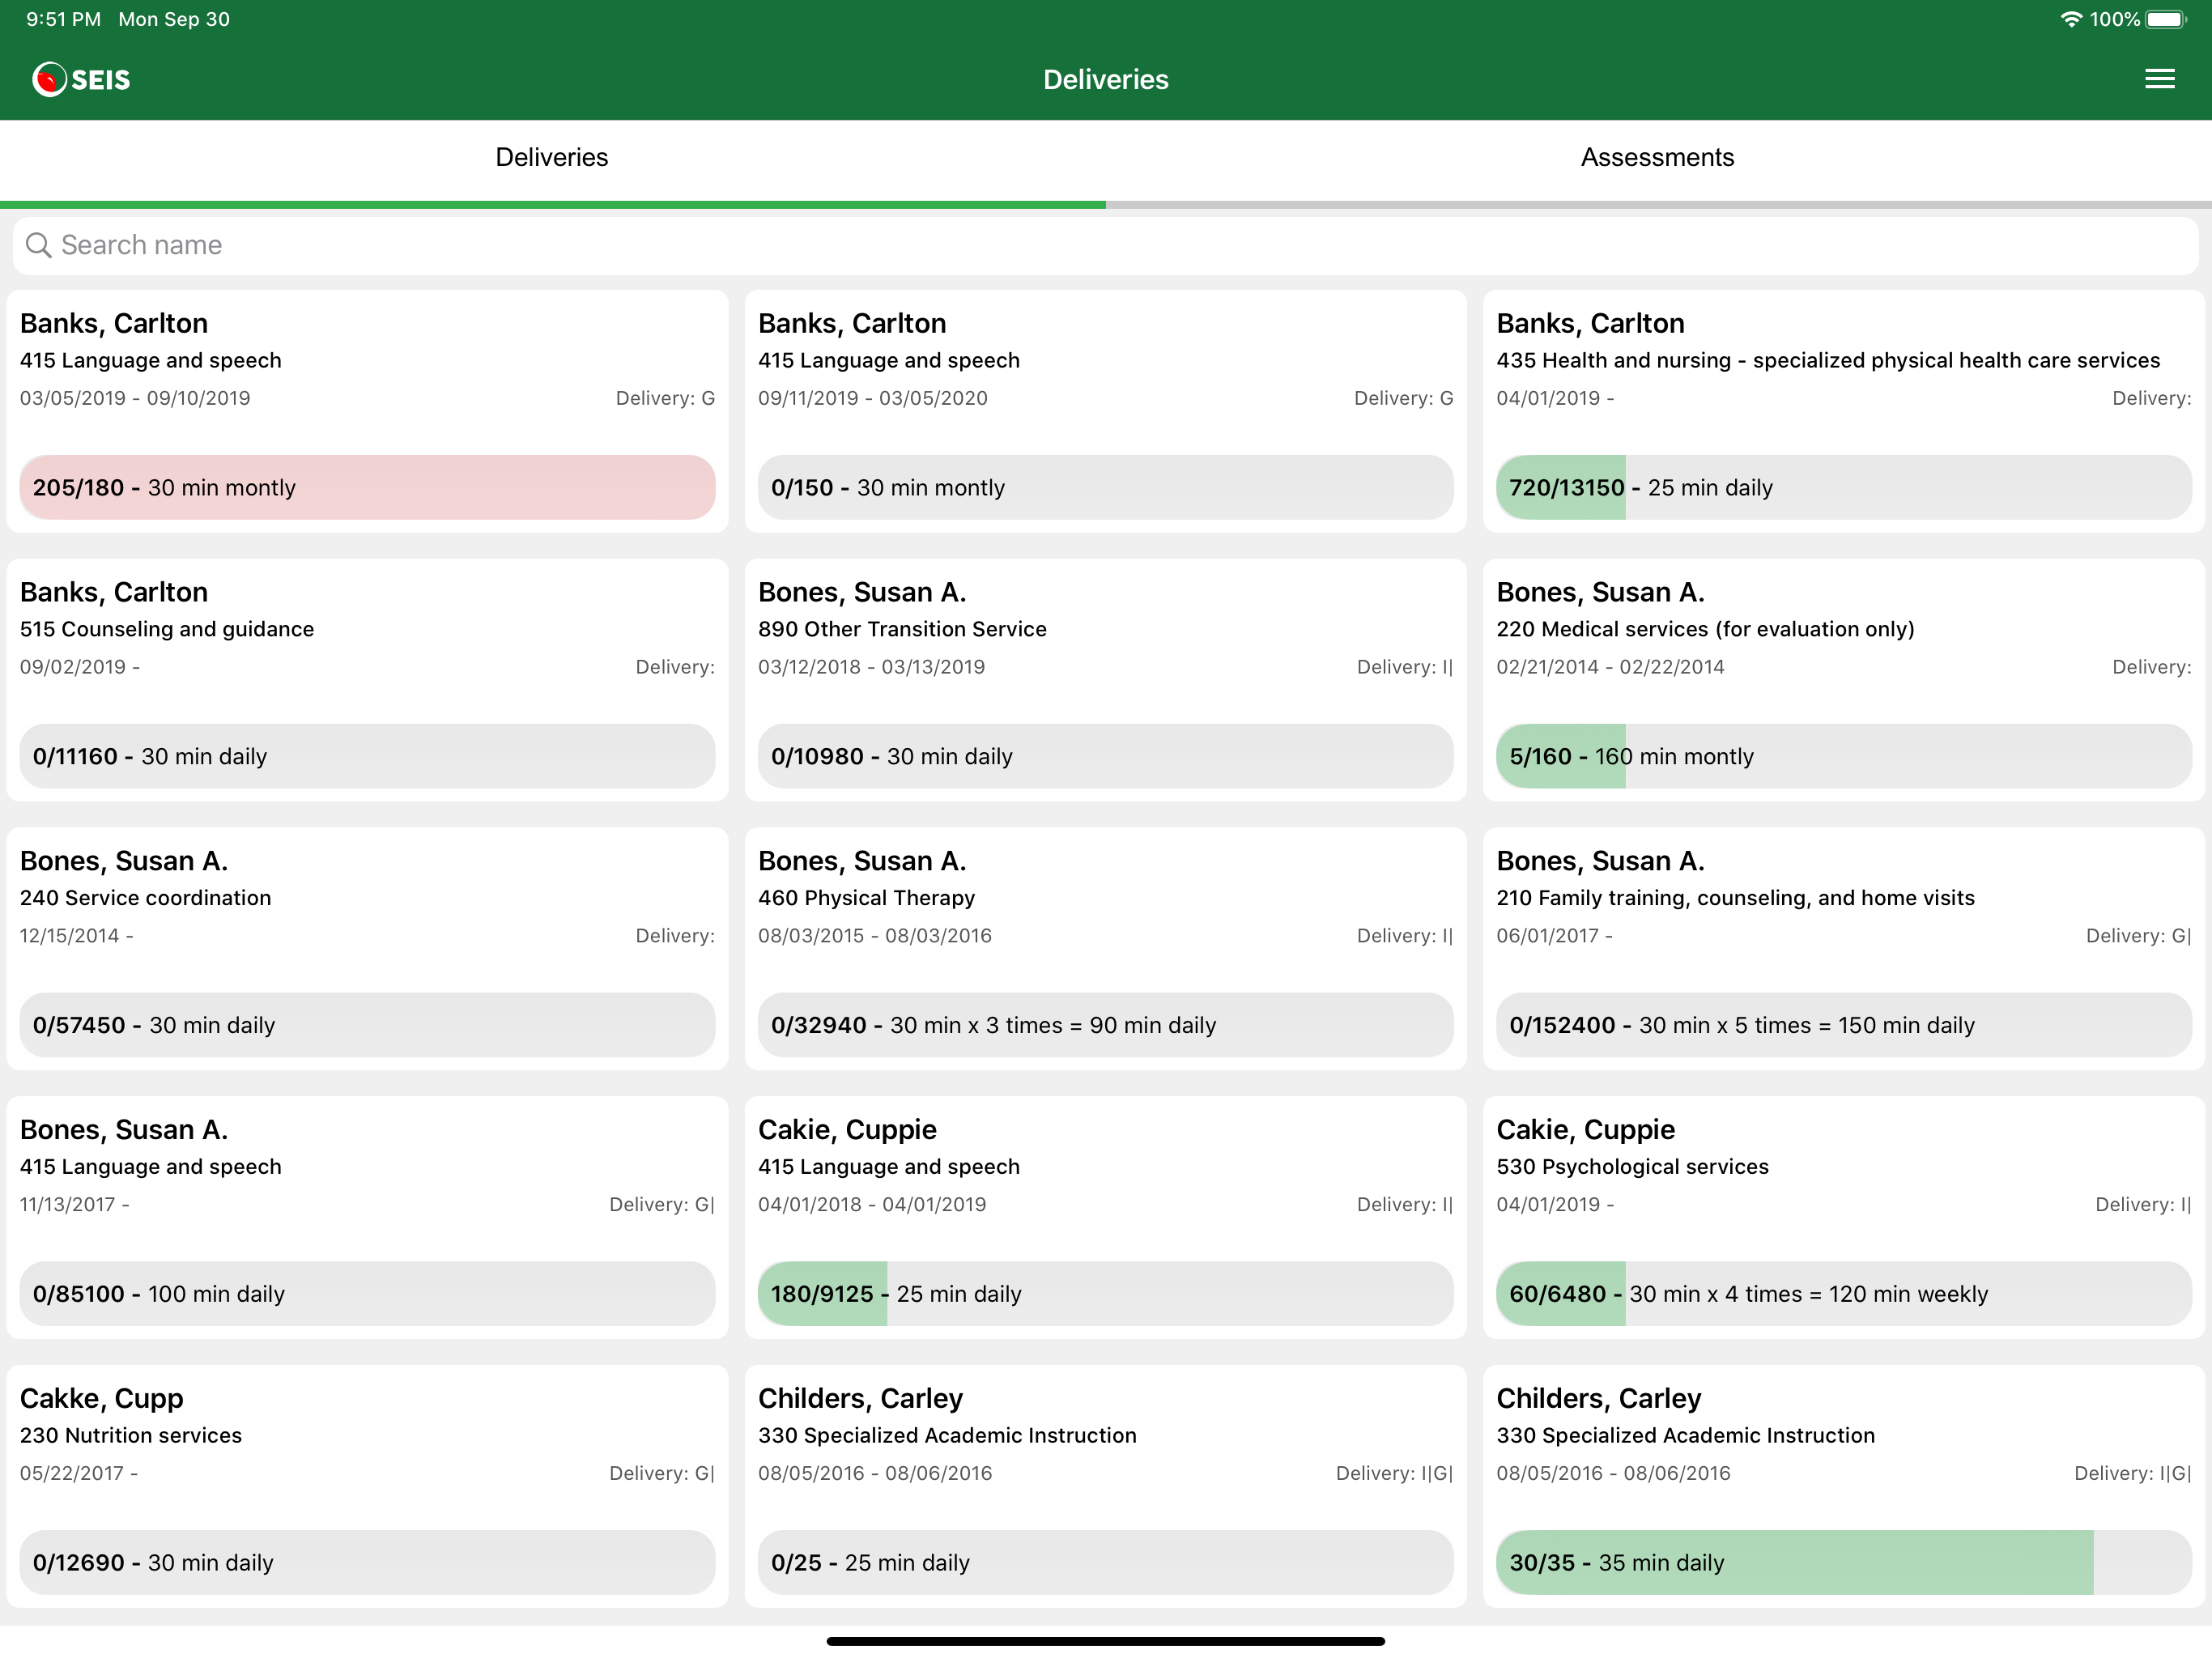 9:51 PM Mon Sep 30 100%
SEIS Deliveries
Deliveries Assessments
Search name
Banks, Carlton
415 Language and speech
03/05/2019 - 09/10/2019 Delivery: G
205/180 - 30 min montly
Banks, Carlton
415 Language and speech
09/11/2019 - 03/05/2020 Delivery: G
0/150 - 30 min montly
Banks, Carlton
435 Health and nursing - specialized physical health care services
04/01/2019 - Delivery:
720/13150 - 25 min daily
Banks, Carlton
515 Counseling and guidance
09/02/2019 - Delivery:
0/11160 - 30 min daily
Bones, Susan A.
890 Other Transition Service
03/12/2018 - 03/13/2019 Delivery: I|
0/10980 - 30 min daily
Bones, Susan A.
220 Medical services (for evaluation only)
02/21/2014 - 02/22/2014 Delivery:
5/160 - 160 min montly
Bones, Susan A.
240 Service coordination
12/15/2014 - Delivery:
0/57450 - 30 min daily
Bones, Susan A.
460 Physical Therapy
08/03/2015 - 08/03/2016 Delivery: I|
0/32940 - 30 min x 3 times = 90 min daily
Bones, Susan A.
210 Family training, counseling, and home visits
06/01/2017 - Delivery: G|
0/152400 - 30 min x 5 times = 150 min daily
Bones, Susan A.
415 Language and speech
11/13/2017 - Delivery: G|
0/85100 - 100 min daily
Cakie, Cuppie
415 Language and speech
04/01/2018 - 04/01/2019 Delivery: I|
180/9125 - 25 min daily
Cakie, Cuppie
530 Psychological services
04/01/2019 - Delivery: I|
60/6480 - 30 min x 4 times = 120 min weekly
Cakke, Cupp
230 Nutrition services
05/22/2017 - Delivery: G|
0/12690 - 30 min daily
Childers, Carley
330 Specialized Academic Instruction
08/05/2016 - 08/06/2016 Delivery: I|G|
0/25 - 25 min daily
Childers, Carley
330 Specialized Academic Instruction
08/05/2016 - 08/06/2016 Delivery: I|G|
30/35 - 35 min daily